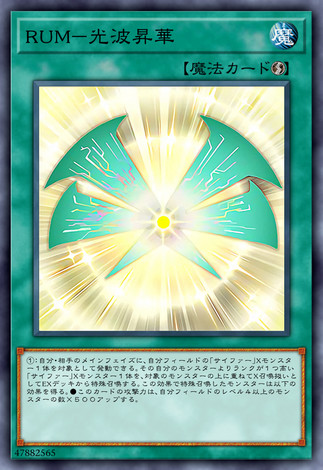 RUM－光波昇華
魔
【魔法カード】
①：自分・相手のメインフェイズに、自分フィールドの「サイファー」Xモンスタ
ー１体を対象として発動できる。その自分のモンスターよりランクが１つ高い
「サイファー」Xモンスター１体を、対象のモンスターの上に重ねてX召喚扱いと
してEXデッキから特殊召喚する。この効果で特殊召喚したモンスターは以下の
効果を得る。●このカードの攻撃力は、自分フィールドのレベル４以上のモン
スターの数×５００アップする。
47882565